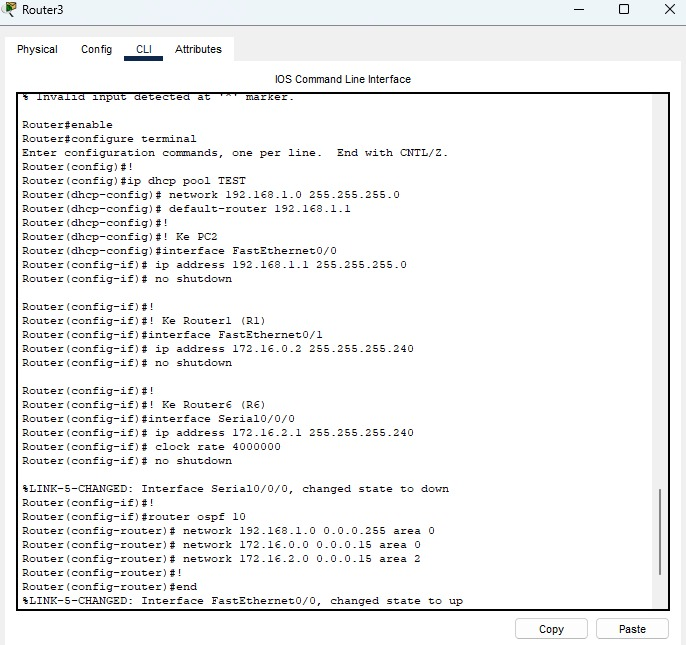 Router3
Physical Config CLI Attributes
IOS Command Line Interface
% Invalid input detected at '^' marker.
Router#enable
Router#configure terminal
Enter configuration commands, one per line.  End with CNTL/Z.
Router(config)#!
Router(config)#ip dhcp pool TEST
Router(dhcp-config)# network 192.168.1.0 255.255.255.0
Router(dhcp-config)# default-router 192.168.1.1
Router(dhcp-config)#!
Router(dhcp-config)#! Ke PC2
Router(dhcp-config)#interface FastEthernet0/0
Router(config-if)# ip address 192.168.1.1 255.255.255.0
Router(config-if)# no shutdown
Router(config-if)#!
Router(config-if)#! Ke Router1 (R1)
Router(config-if)#interface FastEthernet0/1
Router(config-if)# ip address 172.16.0.2 255.255.255.240
Router(config-if)# no shutdown
Router(config-if)#!
Router(config-if)#! Ke Router6 (R6)
Router(config-if)#interface Serial0/0/0
Router(config-if)# ip address 172.16.2.1 255.255.255.240
Router(config-if)# clock rate 4000000
Router(config-if)# no shutdown
%LINK-5-CHANGED: Interface Serial0/0/0, changed state to down
Router(config-if)#!
Router(config-if)#router ospf 10
Router(config-router)# network 192.168.1.0 0.0.0.255 area 0
Router(config-router)# network 172.16.0.0 0.0.0.15 area 0
Router(config-router)# network 172.16.2.0 0.0.0.15 area 2
Router(config-router)#!
Router(config-router)#end
%LINK-5-CHANGED: Interface FastEthernet0/0, changed state to up
Copy Paste